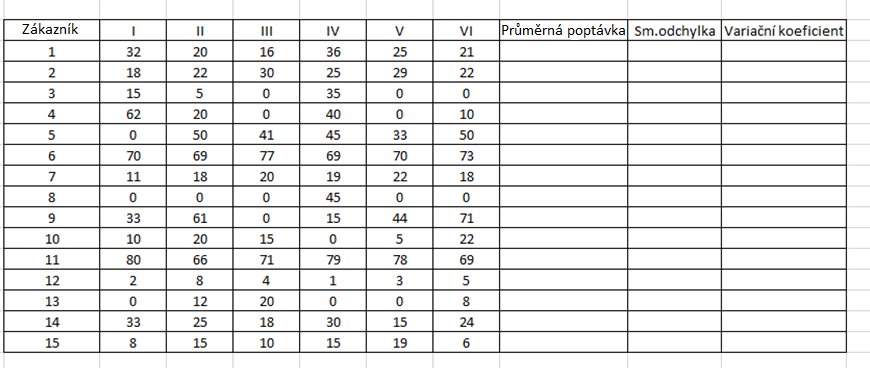 Zákazník I II III IV V VI Průměrná poptávka Sm.odchylka Variační koeficient
1 32 20 16 36 25 21
2 18 22 30 25 29 22
3 15 5 0 35 0 0
4 62 20 0 40 0 10
5 0 50 41 45 33 50
6 70 69 77 69 70 73
7 11 18 20 19 22 18
8 0 0 0 45 0 0
9 33 61 0 15 44 71
10 10 20 15 0 5 22
11 80 66 71 79 78 69
12 2 8 4 1 3 5
13 0 12 20 0 0 8
14 33 25 18 30 15 24
15 8 15 10 15 19 6